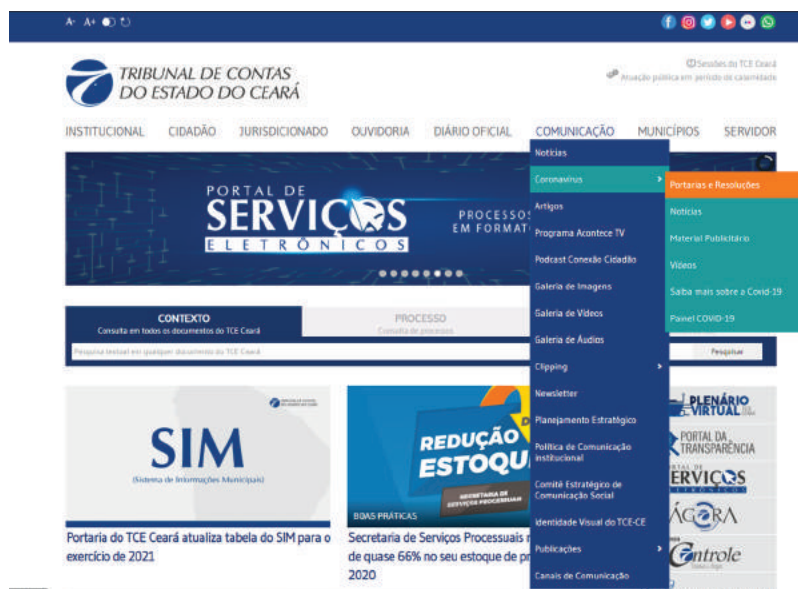 A- A+
Sessões do TCE Ceará
Atuação pública em período de calamidade
TRIBUNAL DE CONTAS
DO ESTADO DO CEARÁ
INSTITUCIONAL CIDADÃO JURISDICIONADO OUVIDORIA DIÁRIO OFICIAL COMUNICAÇÃO MUNICÍPIOS SERVIDOR
PORTAL DE
SERVIÇOS
ELETRÔNICOS
PROCESSOS
EM FORMAT
Notícias
Coronavírus
Artigos
Programa Acontece TV
Podcast Conexão Cidadão
Galeria de Imagens
Galeria de Vídeos
Galeria de Áudios
Clipping
Newsletter
Planejamento Estratégico
Política de Comunicação
Institucional
Comitê Estratégico de
Comunicação Social
Identidade Visual do TCE-CE
Publicações
Canais de Comunicação
Portarias e Resoluções
Notícias
Material Publicitário
Vídeos
Saiba mais sobre a Covid-19
Painel COVID-19
CONTEXTO
Consulta em todos os documentos do TCE Ceará
PROCESSO
Consulta de processos
Pesquisa textual em qualquer documento do TCE Ceará
Pesquisar
SIM
(Sistema de Informações Municipais)
Portaria do TCE Ceará atualiza tabela do SIM para o
exercício de 2021
REDUÇÃO
ESTOQU
SECRETARIA DE
SERVIÇOS PROCESSUAIS
BOAS PRÁTICAS
Secretaria de Serviços Processuais
de quase 66% no seu estoque de p
2020
PLENÁRIO
VIRTUAL
PORTAL DA
TRANSPARÊNCIA
ERVIÇOS
ELETRÔNICOS
ÁGORA
Controle